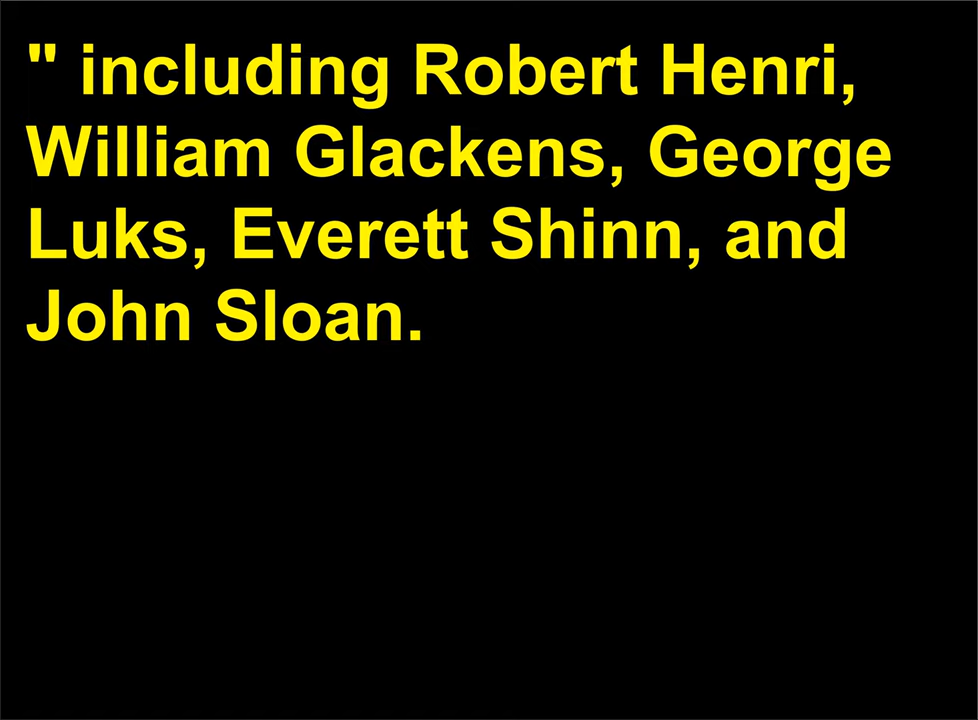 " including Robert Henri,
William Glackens, George
Luks, Everett Shinn, and
John Sloan.